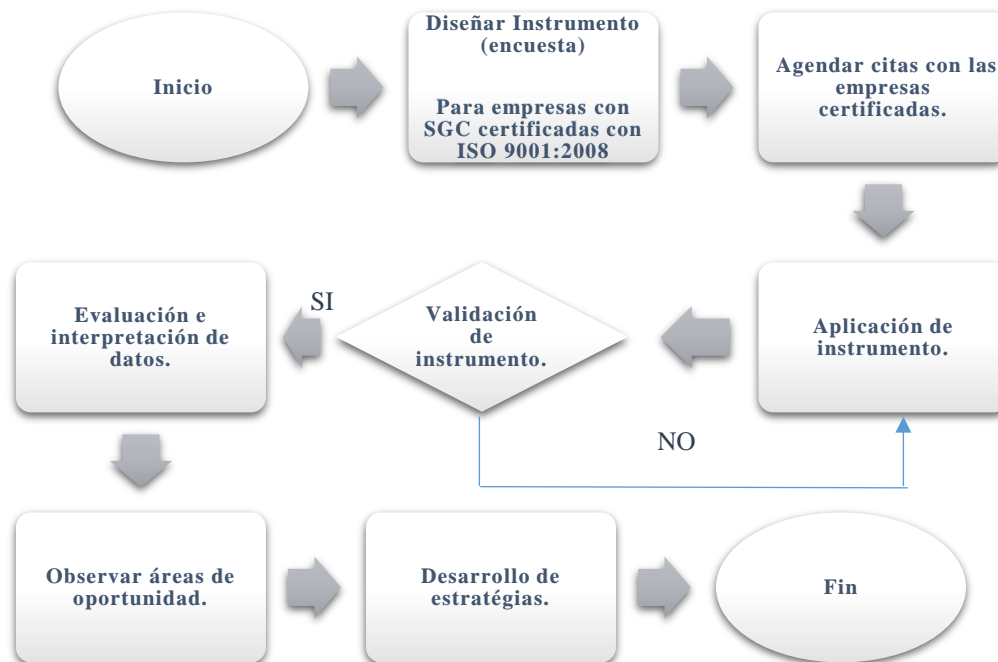 Inicio
Diseñar Instrumento
(encuesta)
Para empresas con
SGC certificadas con
ISO 9001:2008
Agendar citas con las
empresas
certificadas.
Aplicación de
instrumento.
Validación
de
instrumento.
SI
NO
Evaluación e
interpretación de
datos.
Observar áreas de
oportunidad.
Desarrollo de
estratégias.
Fin